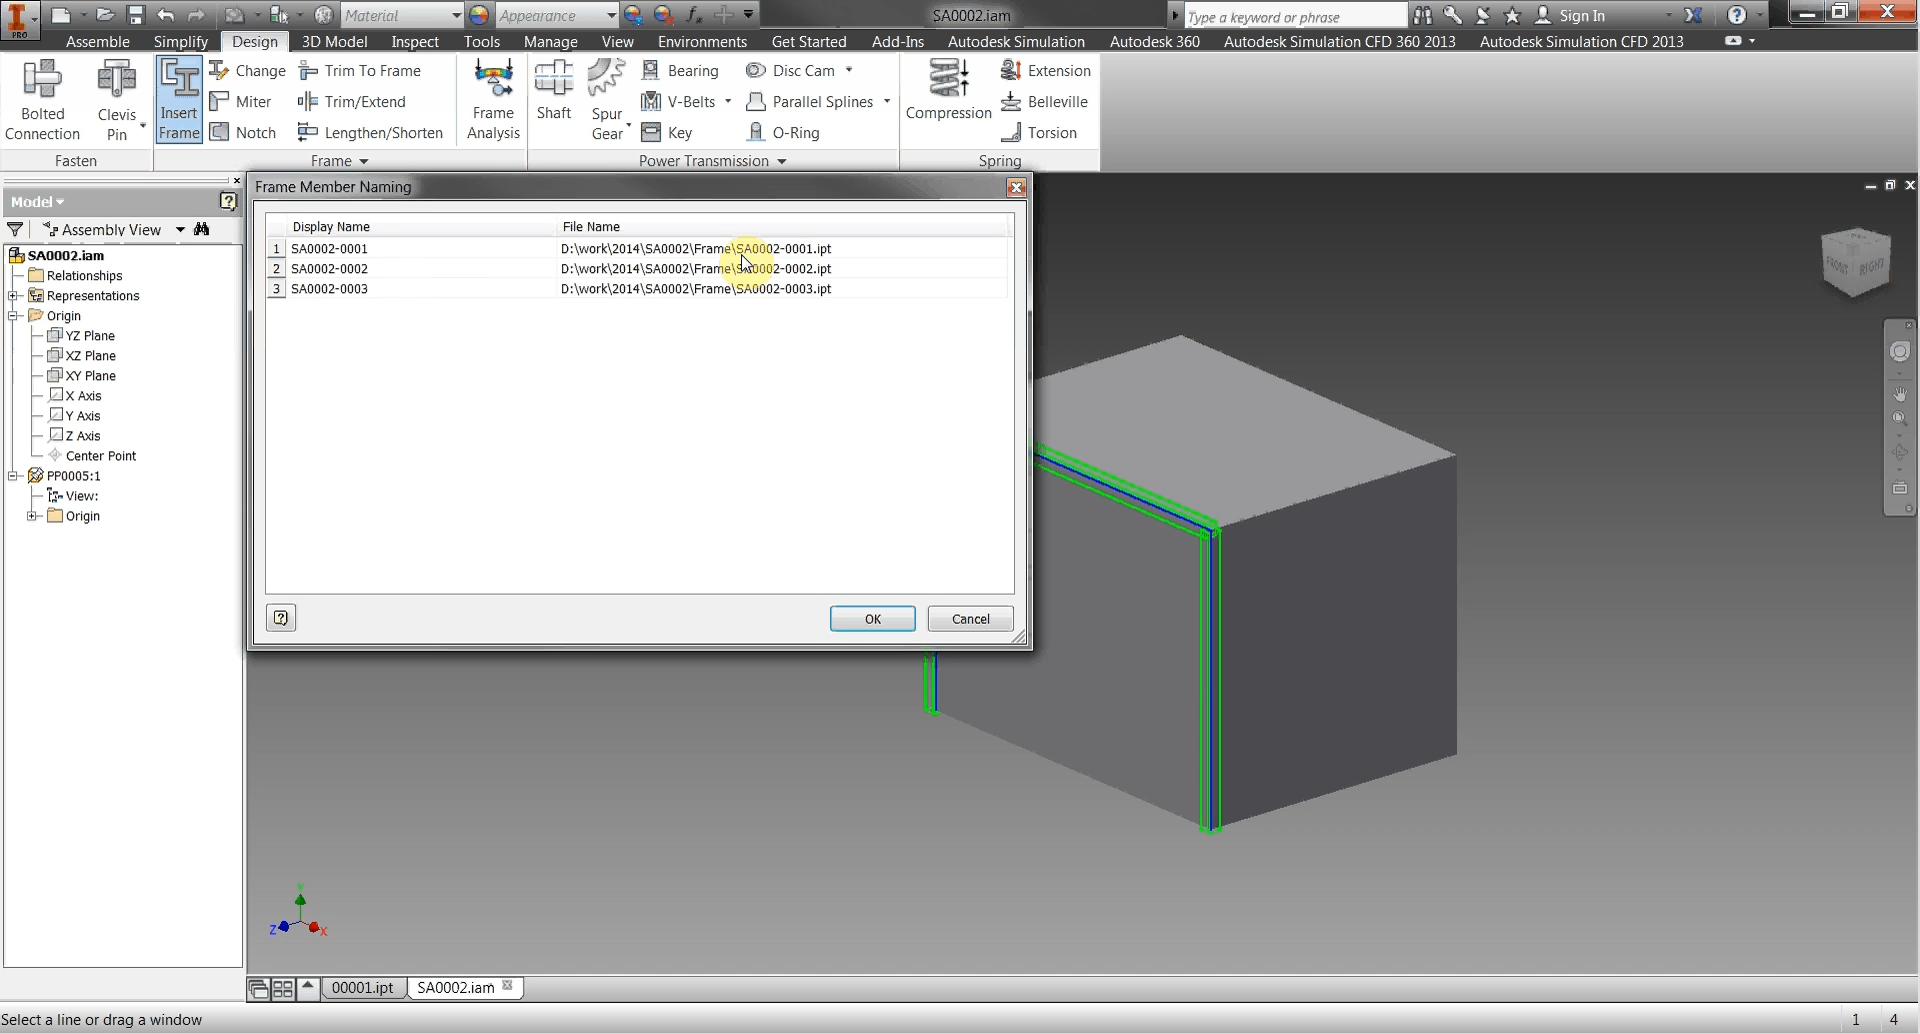 PRO
Material
Appearance
SA0002.iam
Type a keyword or phrase
Sign In
Assemble Simplify Design 3D Model Inspect Tools Manage View Environments Get Started Add-Ins Autodesk Simulation Autodesk 360 Autodesk Simulation CFD 360 2013 Autodesk Simulation CFD 2013
Bolted
Connection
Clevis
Pin
Fasten
Insert
Frame
Change
Miter
Notch
Trim To Frame
Trim/Extend
Lengthen/Shorten
Frame
Analysis
Frame
Shaft
Spur
Gear
Bearing
V-Belts
Key
Disc Cam
Parallel Splines
O-Ring
Power Transmission
Compression
Extension
Belleville
Torsion
Spring
Model
Assembly View
SA0002.iam
Relationships
Representations
Origin
YZ Plane
XZ Plane
XY Plane
X Axis
Y Axis
Z Axis
Center Point
PP0005:1
View:
Origin
Frame Member Naming
Display Name File Name
1 SA0002-0001 D:\work\2014\SA0002\Frame\SA0002-0001.ipt
2 SA0002-0002 D:\work\2014\SA0002\Frame\SA0002-0002.ipt
3 SA0002-0003 D:\work\2014\SA0002\Frame\SA0002-0003.ipt
OK Cancel
FRONT RIGHT
Z X
00001.ipt SA0002.iam
Select a line or drag a window
1 4